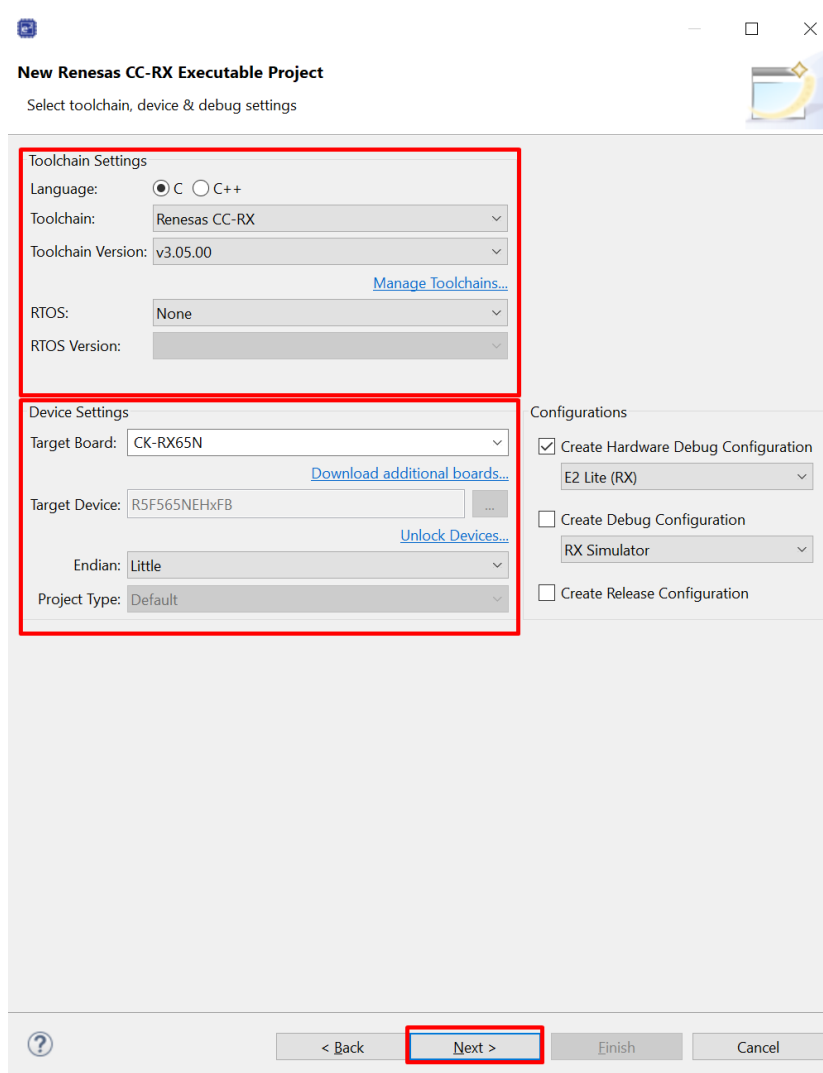 New Renesas CC-RX Executable Project
Select toolchain, device & debug settings
Toolchain Settings
Language: C C++
Toolchain: Renesas CC-RX
Toolchain Version: v3.05.00
Manage Toolchains...
RTOS: None
RTOS Version:
Device Settings
Target Board: CK-RX65N
Download additional boards...
Target Device: R5F565NEHxFB ...
Unlock Devices...
Endian: Little
Project Type: Default
Configurations
Create Hardware Debug Configuration
E2 Lite (RX)
Create Debug Configuration
RX Simulator
Create Release Configuration
? < Back Next > Finish Cancel